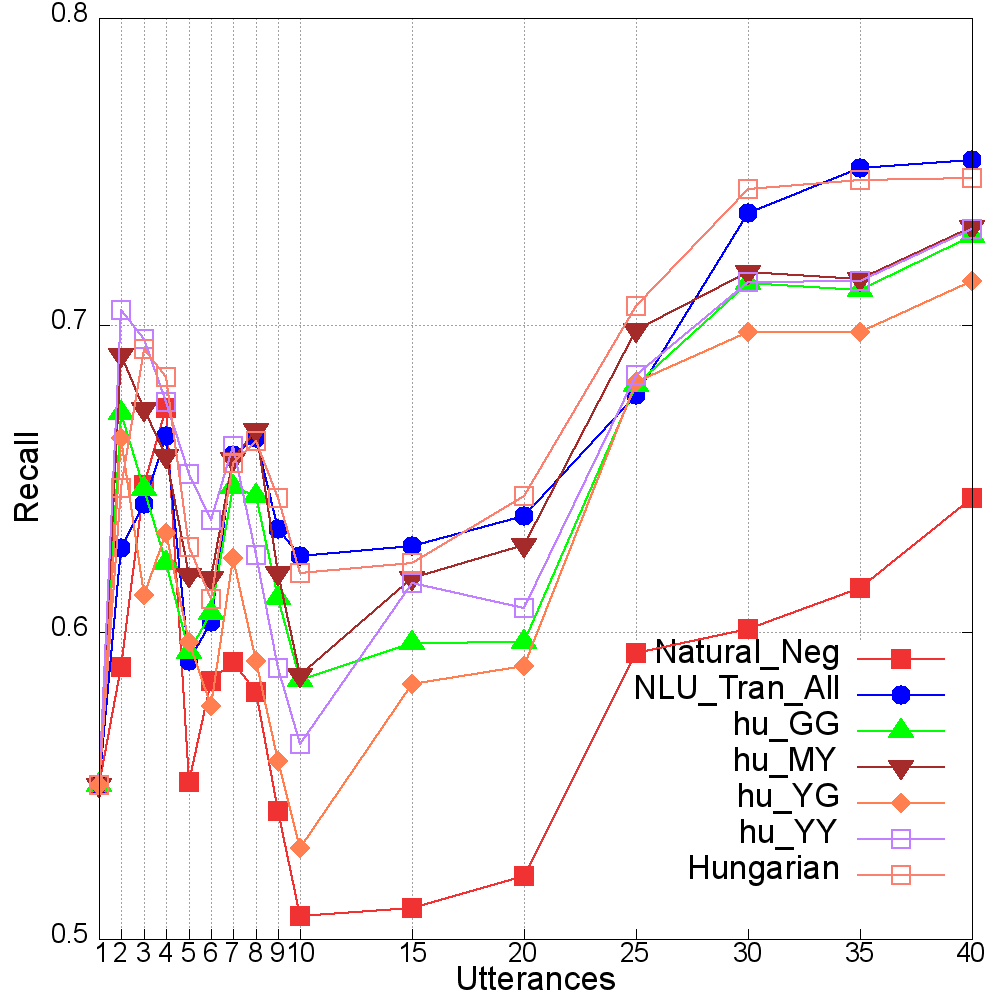 0.8
0.7
0.6
0.5
Recall
Natural_Neg
NLU_Tran_All
hu_GG
hu_MY
hu_YG
hu_YY
Hungarian
1 2 3 4 5 6 7 8 9 10 15 20 25 30 35 40
Utterances